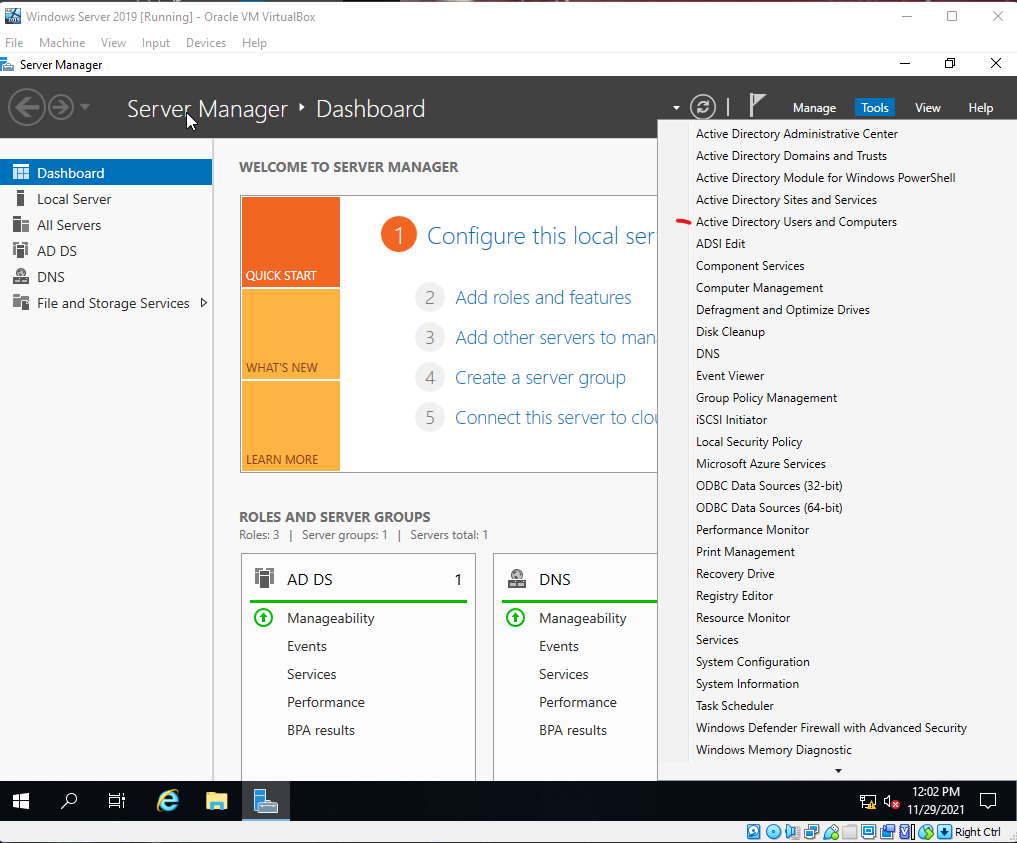 Windows Server 2019 [Running] - Oracle VM VirtualBox
File Machine View Input Devices Help
Server Manager
Server Manager ‣ Dashboard
Manage Tools View Help
Dashboard
Local Server
All Servers
AD DS
DNS
File and Storage Services
WELCOME TO SERVER MANAGER
QUICK START
WHAT'S NEW
LEARN MORE
1 Configure this local ser
2 Add roles and features
3 Add other servers to mana
4 Create a server group
5 Connect this server to clou
ROLES AND SERVER GROUPS
Roles: 3 | Server groups: 1 | Servers total: 1
AD DS 1
Manageability
Events
Services
Performance
BPA results
DNS
Manageability
Events
Services
Performance
BPA results
Active Directory Administrative Center
Active Directory Domains and Trusts
Active Directory Module for Windows PowerShell
Active Directory Sites and Services
Active Directory Users and Computers
ADSI Edit
Component Services
Computer Management
Defragment and Optimize Drives
Disk Cleanup
DNS
Event Viewer
Group Policy Management
iSCSI Initiator
Local Security Policy
Microsoft Azure Services
ODBC Data Sources (32-bit)
ODBC Data Sources (64-bit)
Performance Monitor
Print Management
Recovery Drive
Registry Editor
Resource Monitor
Services
System Configuration
System Information
Task Scheduler
Windows Defender Firewall with Advanced Security
Windows Memory Diagnostic
12:02 PM
11/29/2021
Right Ctrl